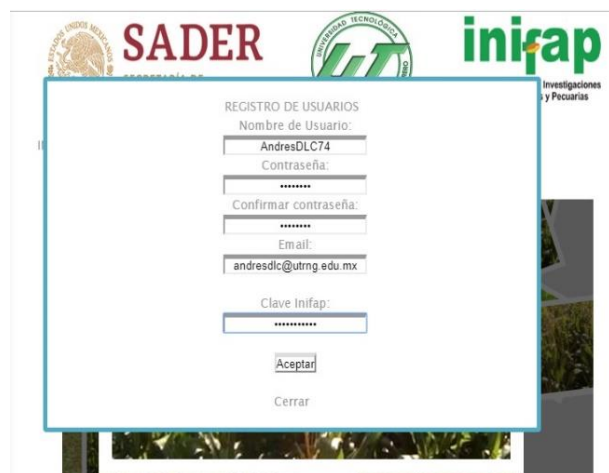 SADER
inifap
Investigaciones
y Pecuarias
REGISTRO DE USUARIOS
Nombre de Usuario:
AndresDLC74
Contraseña:
••••••••
Confirmar contraseña:
••••••••
Email:
andresdlc@utrng.edu.mx
Clave Inifap:
•••••••••••
Aceptar
Cerrar